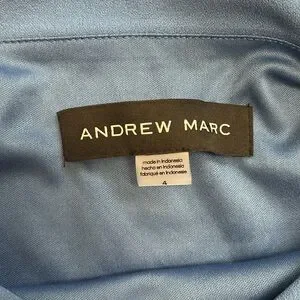 ANDREW MARC
made in Indonesia
hecho en Indonesia
fabriqué en Indonésie
4